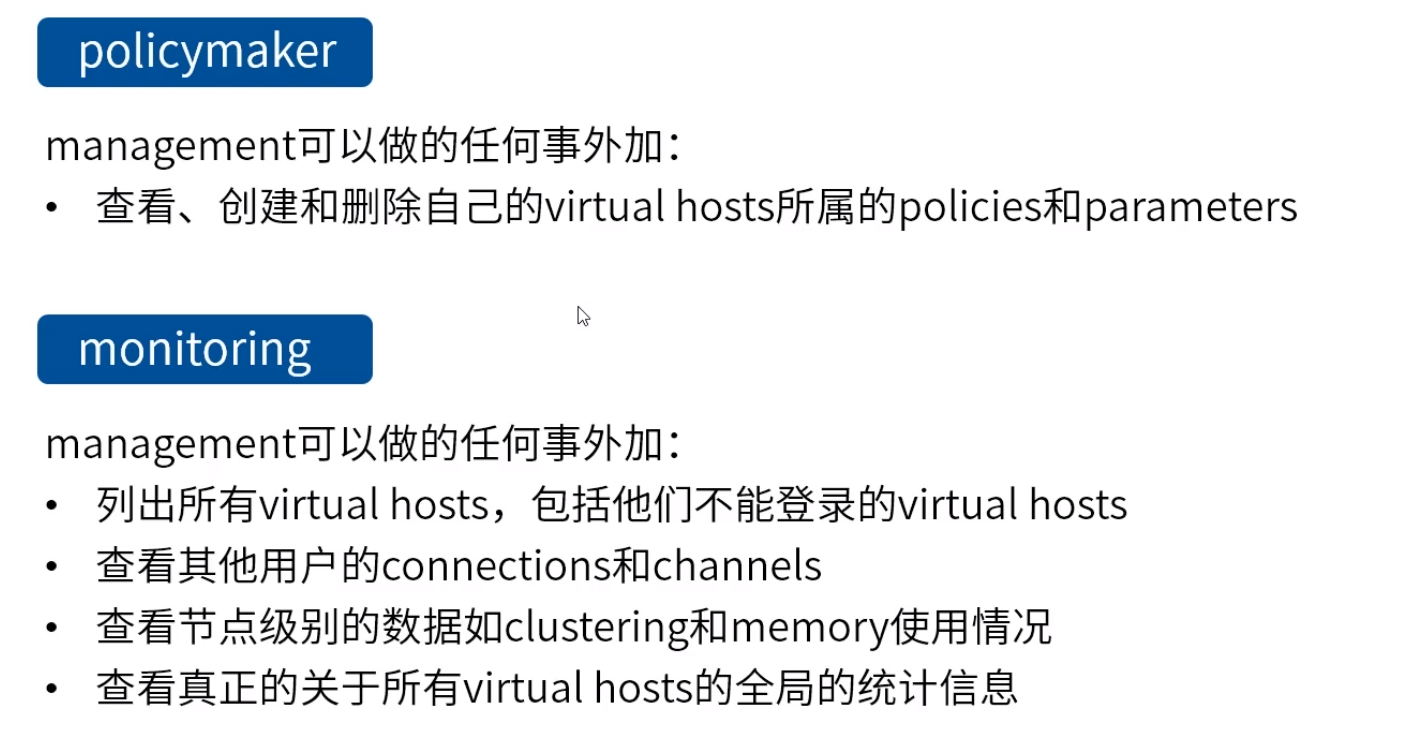 policymaker
management可以做的任何事外加：
• 查看、创建和删除自己的virtual hosts所属的policies和parameters
monitoring
management可以做的任何事外加：
• 列出所有virtual hosts，包括他们不能登录的virtual hosts
• 查看其他用户的connections和channels
• 查看节点级别的数据如clustering和memory使用情况
• 查看真正的关于所有virtual hosts的全局的统计信息